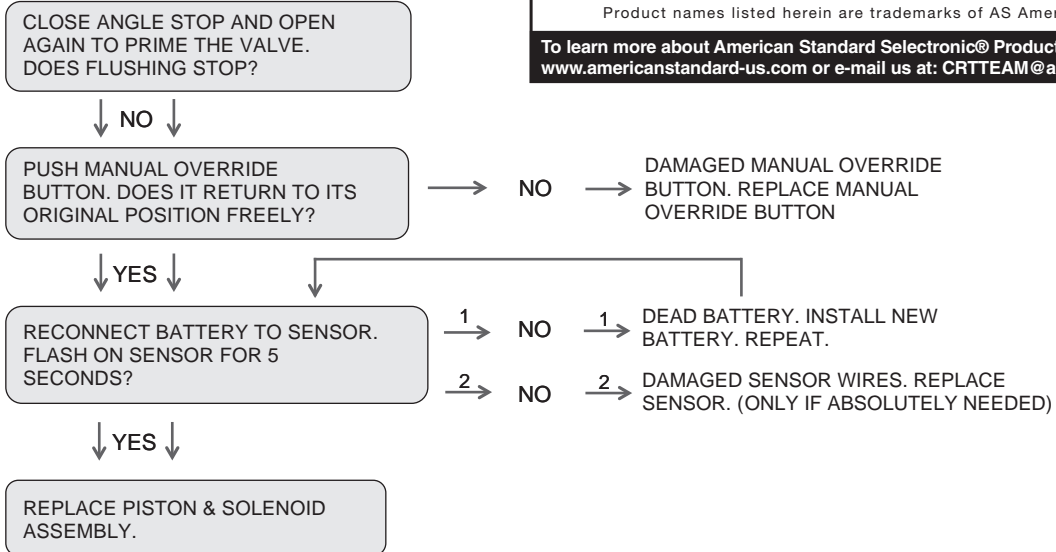 CLOSE ANGLE STOP AND OPEN
AGAIN TO PRIME THE VALVE.
DOES FLUSHING STOP?
Product names listed herein are trademarks of AS
To learn more about American Standard Selectronic®
www.americanstandard-us.com or e-mail us at:
NO
PUSH MANUAL OVERRIDE
BUTTON. DOES IT RETURN TO ITS
ORIGINAL POSITION FREELY?
NO
DAMAGED MANUAL OVERRIDE
BUTTON. REPLACE MANUAL
OVERRIDE BUTTON
YES
RECONNECT BATTERY TO SENSOR.
FLASH ON SENSOR FOR 5
SECONDS?
1
NO
1
DEAD BATTERY. INSTALL NEW
BATTERY. REPEAT.
2
NO
2
DAMAGED SENSOR WIRES. REPLACE
SENSOR. (ONLY IF ABSOLUTELY NEEDED)
YES
REPLACE PISTON & SOLENOID
ASSEMBLY.